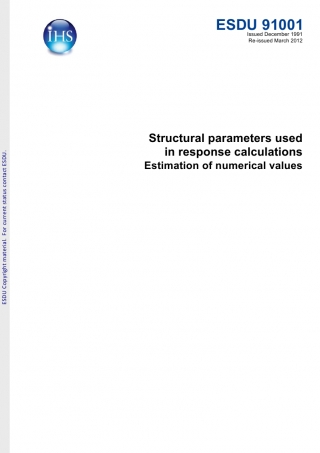 IHS
ESDU 91001
Issued December 1991
Re-issued March 2012
Structural parameters used
in response calculations
Estimation of numerical values
ESDU Copyright material. For current status contact ESDU.